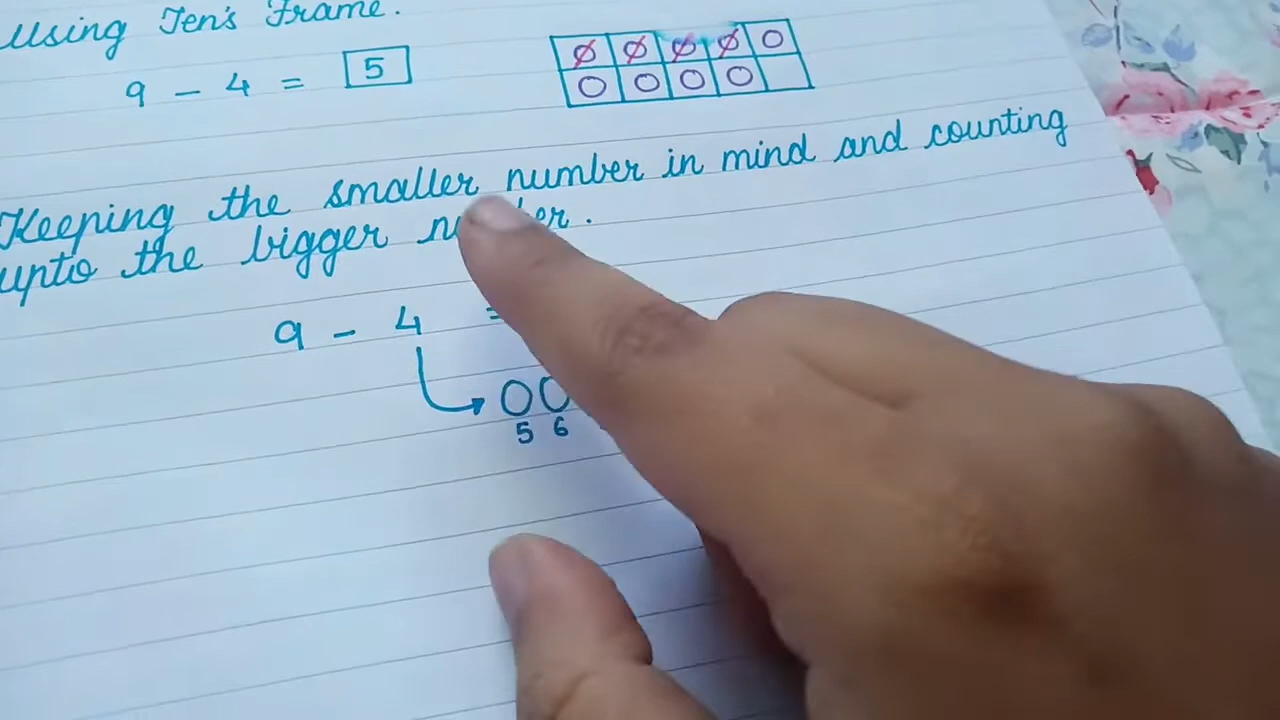 Using Ten's Frame.
9 - 4 = 5
Keeping the smaller number in mind and counting
upto the bigger number.
9 - 4 =
5 6